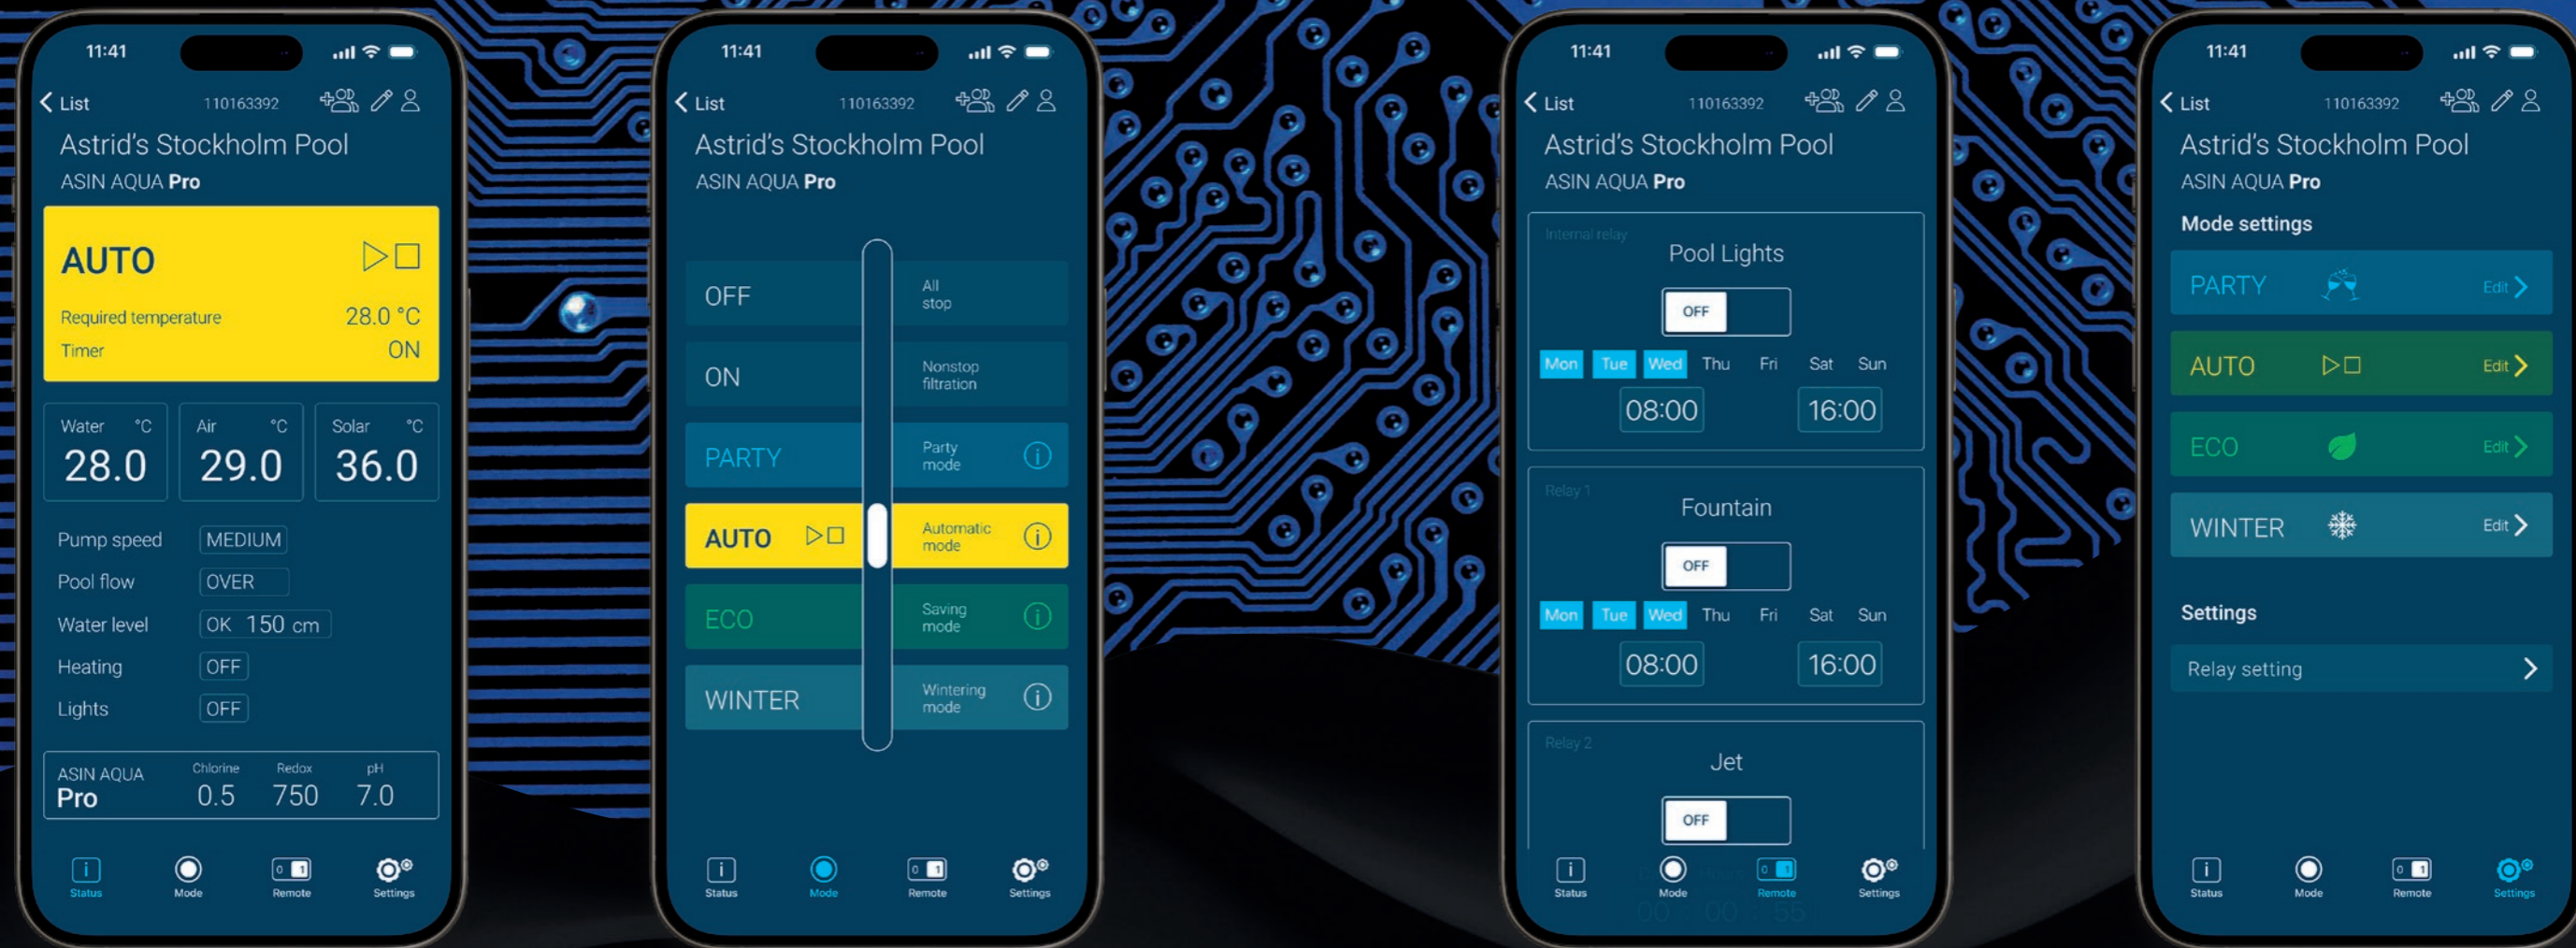 11:41
List
110163392
Astrid's Stockholm Pool
ASIN AQUA Pro
AUTO
Required temperature 28.0 °C
Timer ON
Water °C Air °C Solar °C
28.0 29.0 36.0
Pump speed MEDIUM
Pool flow OVER
Water level OK 150 cm
Heating OFF
Lights OFF
ASIN AQUA Chlorine Redox pH
Pro 0.5 750 7.0
Status Mode Remote Settings
11:41
List
110163392
Astrid's Stockholm Pool
ASIN AQUA Pro
OFF All
stop
ON Nonstop
filtration
PARTY Party
mode
AUTO Automatic
mode
ECO Saving
mode
WINTER Wintering
mode
Status Mode Remote Settings
11:41
List
110163392
Astrid's Stockholm Pool
ASIN AQUA Pro
Internal relay
Pool Lights
OFF
Mon Tue Wed Thu Fri Sat Sun
08:00 16:00
Relay 1
Fountain
OFF
Mon Tue Wed Thu Fri Sat Sun
08:00 16:00
Relay 2
Jet
OFF
00 : 00 : 55
Status Mode Remote Settings
11:41
List
110163392
Astrid's Stockholm Pool
ASIN AQUA Pro
Mode settings
PARTY Edit
AUTO Edit
ECO Edit
WINTER Edit
Settings
Relay setting
Status Mode Remote Settings